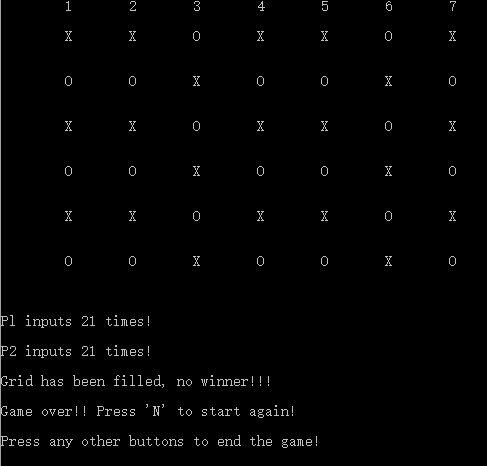 1 2 3 4 5 6 7
X X O X X O X
O O X O O X O
X X O X X O X
O O X O O X O
X X O X X O X
O O X O O X O
P1 inputs 21 times!
P2 inputs 21 times!
Grid has been filled, no winner!!!
Game over!! Press 'N' to start again!
Press any other buttons to end the game!